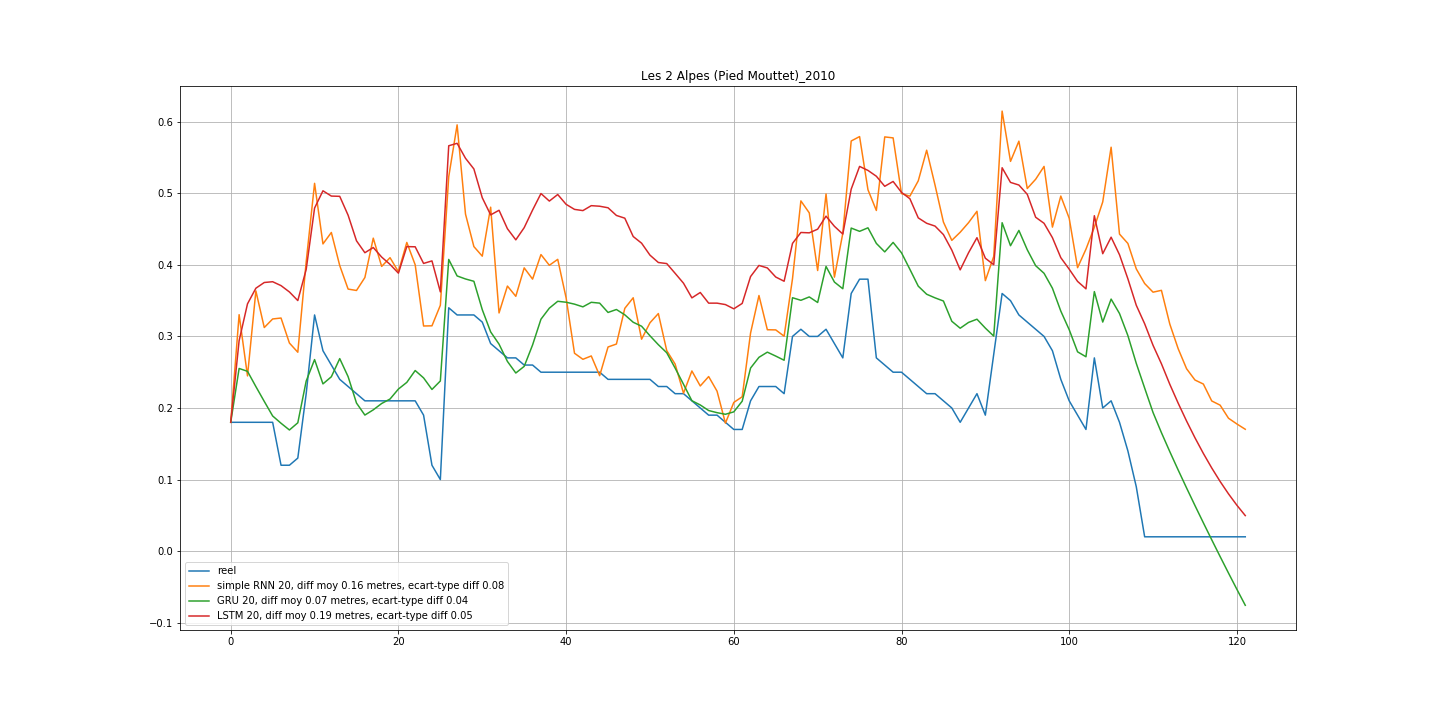 Les 2 Alpes (Pied Mouttet)_2010
0.6
0.5
0.4
0.3
0.2
0.1
0.0
−0.1
reel
simple RNN 20, diff moy 0.16 metres, ecart-type diff 0.08
GRU 20, diff moy 0.07 metres, ecart-type diff 0.04
LSTM 20, diff moy 0.19 metres, ecart-type diff 0.05
0 20 40 60 80 100 120